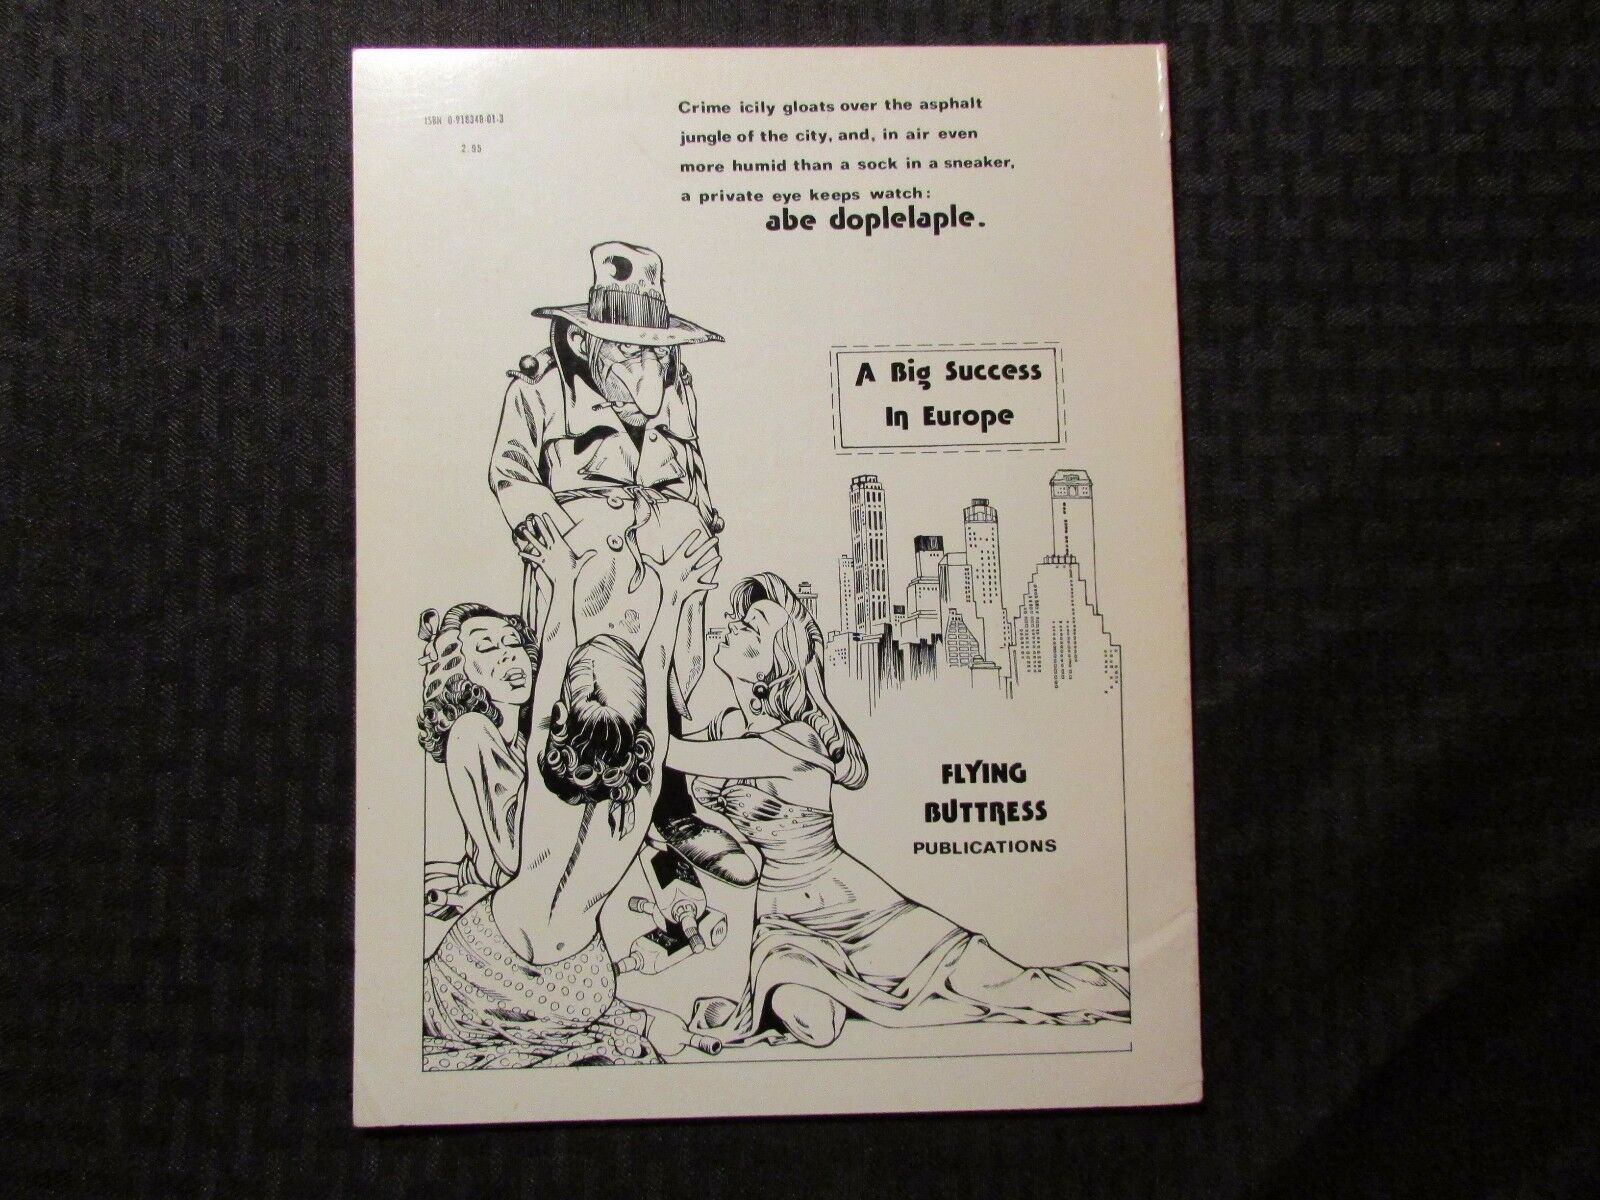 ISBN 0-918348-01-3
2.95
Crime icily gloats over the asphalt
jungle of the city, and, in air even
more humid than a sock in a sneaker,
a private eye keeps watch:
abe doplelaple.
A Big Success
In Europe
FLYING
BUTTRESS
PUBLICATIONS